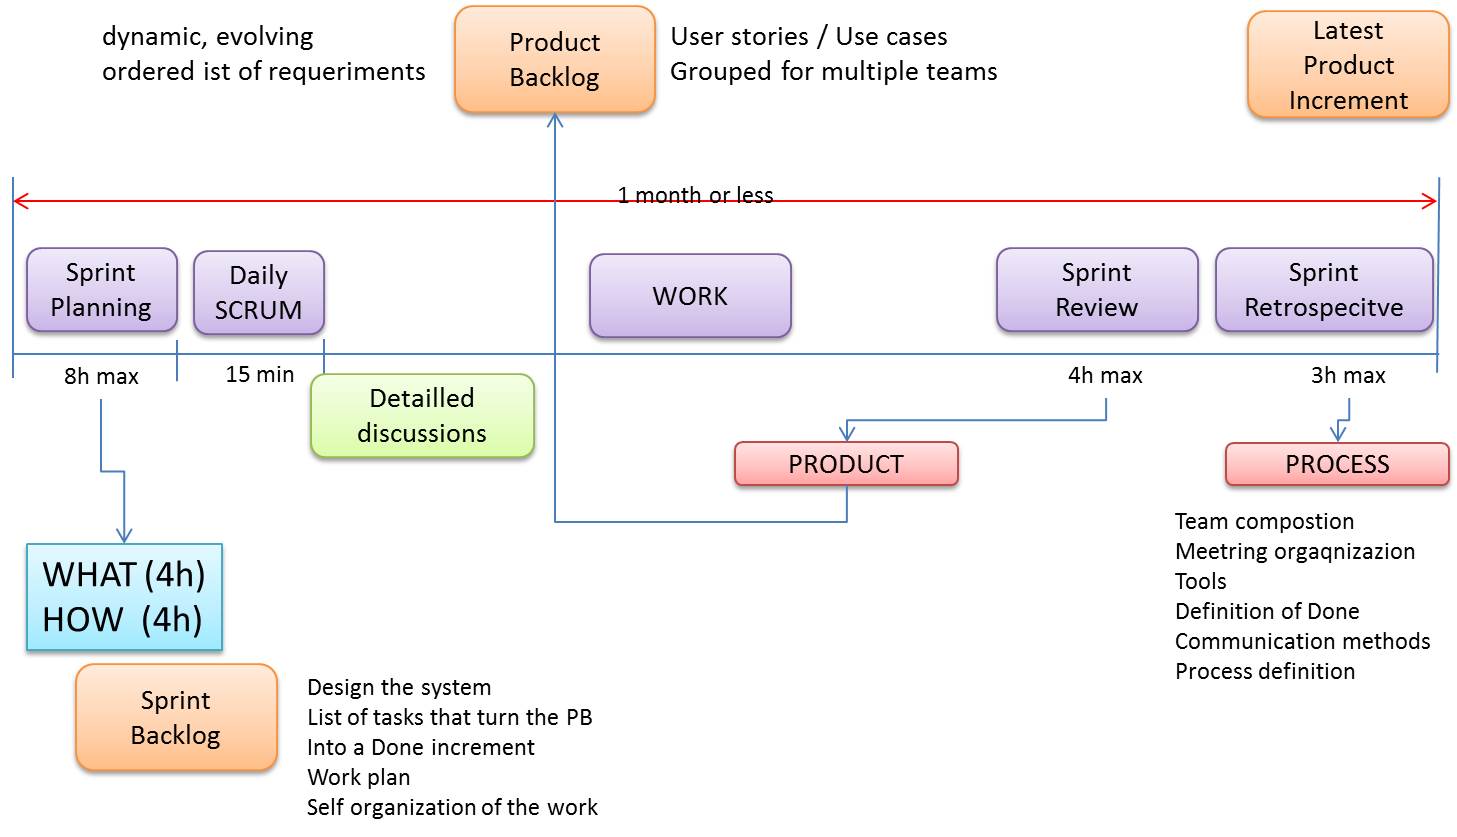 dynamic, evolving
ordered ist of requeriments
Product
Backlog
User stories / Use cases
Grouped for multiple teams
Latest
Product
Increment
1 month or less
Sprint
Planning
Daily
SCRUM
WORK
Sprint
Review
Sprint
Retrospecitve
8h max
15 min
4h max
3h max
Detailled
discussions
PRODUCT
PROCESS
Team compostion
Meetring orgaqnizazion
Tools
Definition of Done
Communication methods
Process definition
WHAT (4h)
HOW (4h)
Sprint
Backlog
Design the system
List of tasks that turn the PB
Into a Done increment
Work plan
Self organization of the work